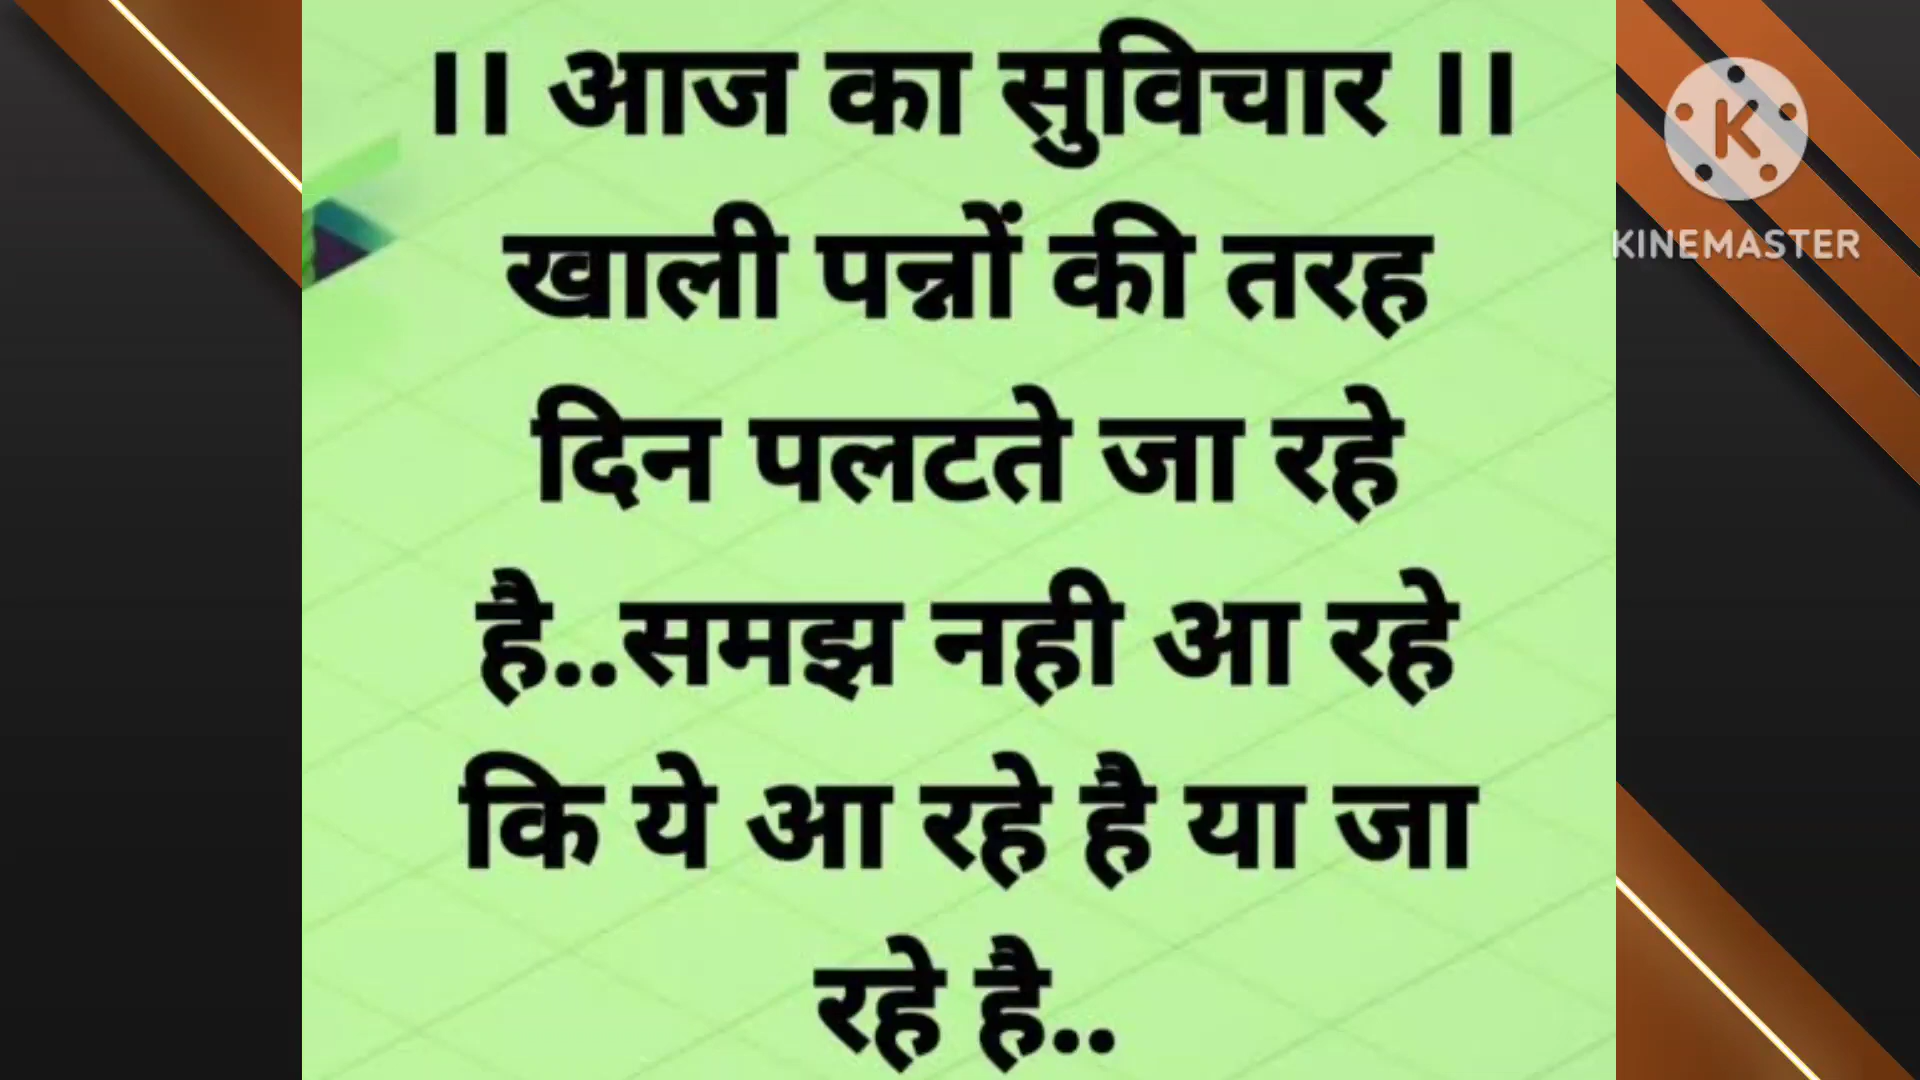 ।। आज का सुविचार ।।
खाली पन्नों की तरह
दिन पलटते जा रहे
है..समझ नही आ रहे
कि ये आ रहे है या जा
रहे है..
K
KINEMASTER